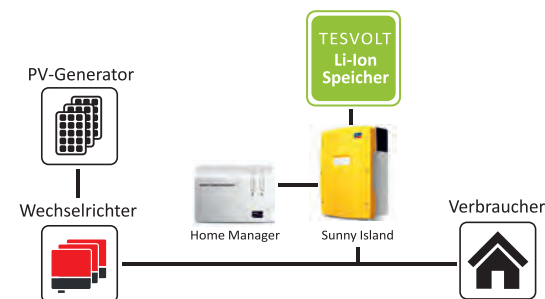 TESVOLT
Li-Ion
Speicher
PV-Generator
Wechselrichter
Home Manager
Sunny Island
Verbraucher